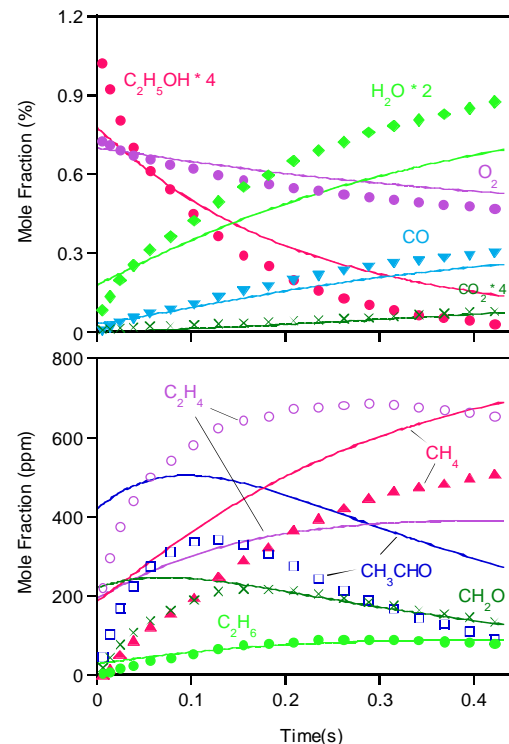 1.2
C₂H₅OH * 4
H₂O * 2
0.9
Mole Fraction (%)
0.6
O₂
0.3
CO
CO₂ * 4
0
800
C₂H₄
600
CH₄
Mole Fraction (ppm)
400
CH₃CHO
200
CH₂O
C₂H₆
0
0 0.1 0.2 0.3 0.4
Time(s)